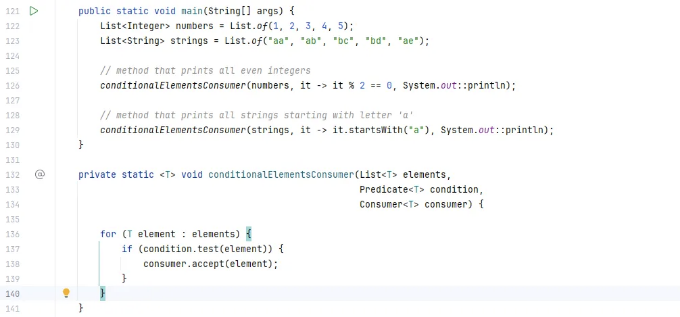 121 public static void main(String[] args) {
122 List<Integer> numbers = List.of(1, 2, 3, 4, 5);
123 List<String> strings = List.of("aa", "ab", "bc", "bd", "ae");
124
125 // method that prints all even integers
126 conditionalElementsConsumer(numbers, it -> it % 2 == 0, System.out::println);
127
128 // method that prints all strings starting with letter 'a'
129 conditionalElementsConsumer(strings, it -> it.startsWith("a"), System.out::println);
130 }
131
132 @ private static <T> void conditionalElementsConsumer(List<T> elements,
133 Predicate<T> condition,
134 Consumer<T> consumer) {
135
136 for (T element : elements) {
137 if (condition.test(element)) {
138 consumer.accept(element);
139 }
140 }
141 }